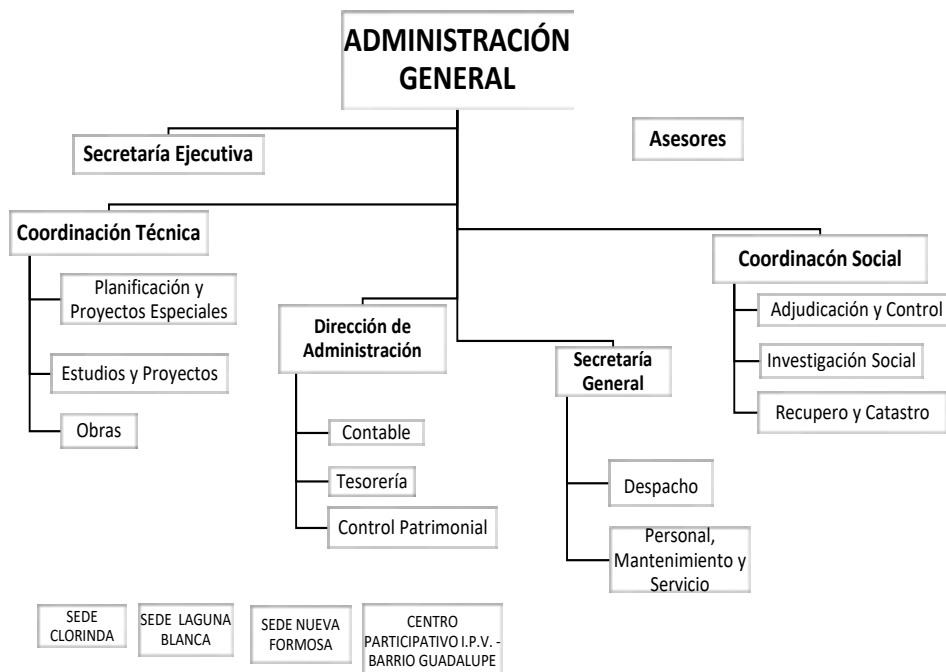 ADMINISTRACIÓN
GENERAL
Secretaría Ejecutiva
Asesores
Coordinación Técnica
Planificación y
Proyectos Especiales
Estudios y Proyectos
Obras
Dirección de
Administración
Contable
Tesorería
Control Patrimonial
Secretaría
General
Despacho
Personal,
Mantenimiento y
Servicio
Coordinacón Social
Adjudicación y Control
Investigación Social
Recupero y Catastro
SEDE
CLORINDA
SEDE LAGUNA
BLANCA
SEDE NUEVA
FORMOSA
CENTRO
PARTICIPATIVO I.P.V. -
BARRIO GUADALUPE